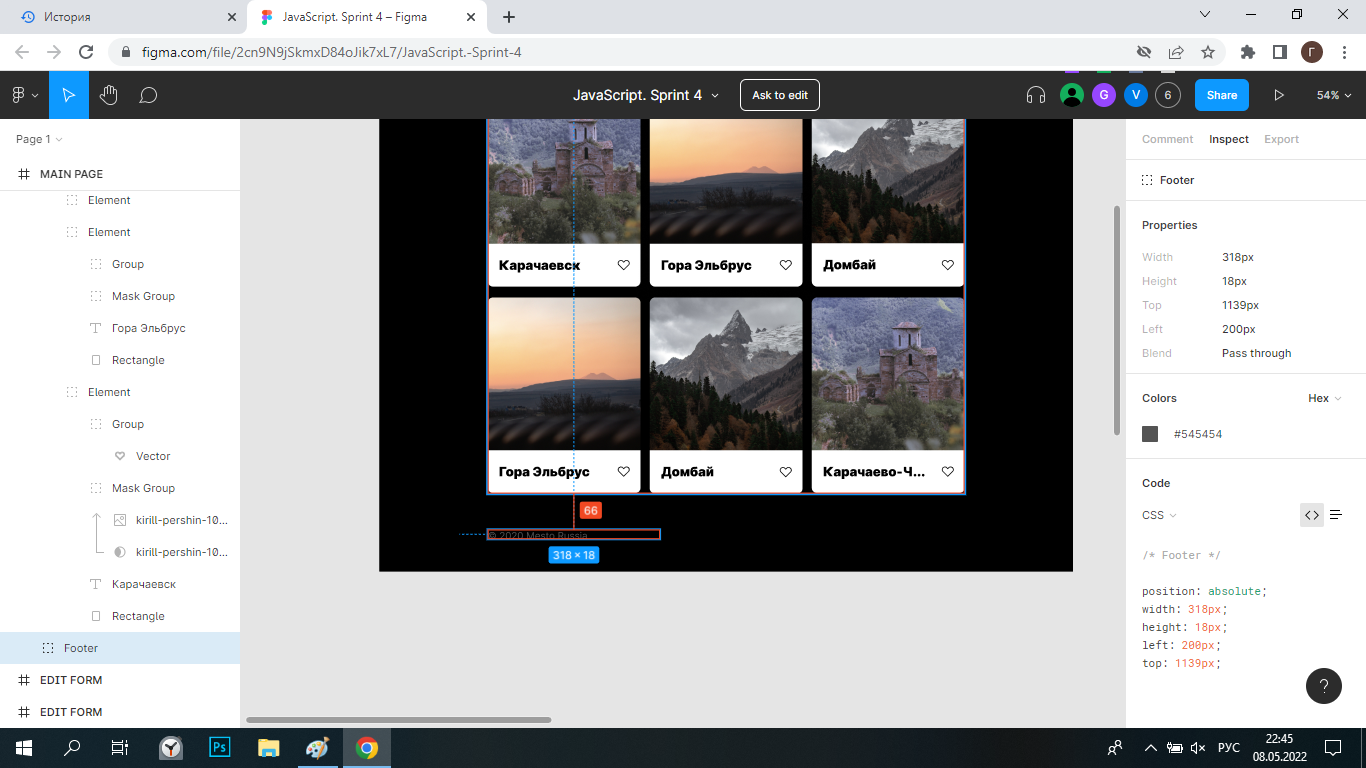 История
JavaScript. Sprint 4 – Figma
figma.com/file/2cn9N9jSkmxD84oJik7xL7/JavaScript.-Sprint-4
Г
JavaScript. Sprint 4
Ask to edit
G
V
6
Share
54%
Page 1
MAIN PAGE
Element
Element
Group
Mask Group
Гора Эльбрус
Rectangle
Element
Group
Vector
Mask Group
kirill-pershin-10...
kirill-pershin-10...
Карачаевск
Rectangle
Footer
EDIT FORM
EDIT FORM
Карачаевск
Гора Эльбрус
Домбай
Гора Эльбрус
Домбай
Карачаево-Ч...
66
© 2020 Mesto Russia
318 × 18
Comment
Inspect
Export
Footer
Properties
Width 318px
Height 18px
Top 1139px
Left 200px
Blend Pass through
Colors
Hex
#545454
Code
CSS
/* Footer */
position: absolute;
width: 318px;
height: 18px;
left: 200px;
top: 1139px;
?
Ps
РУС
22:45
08.05.2022